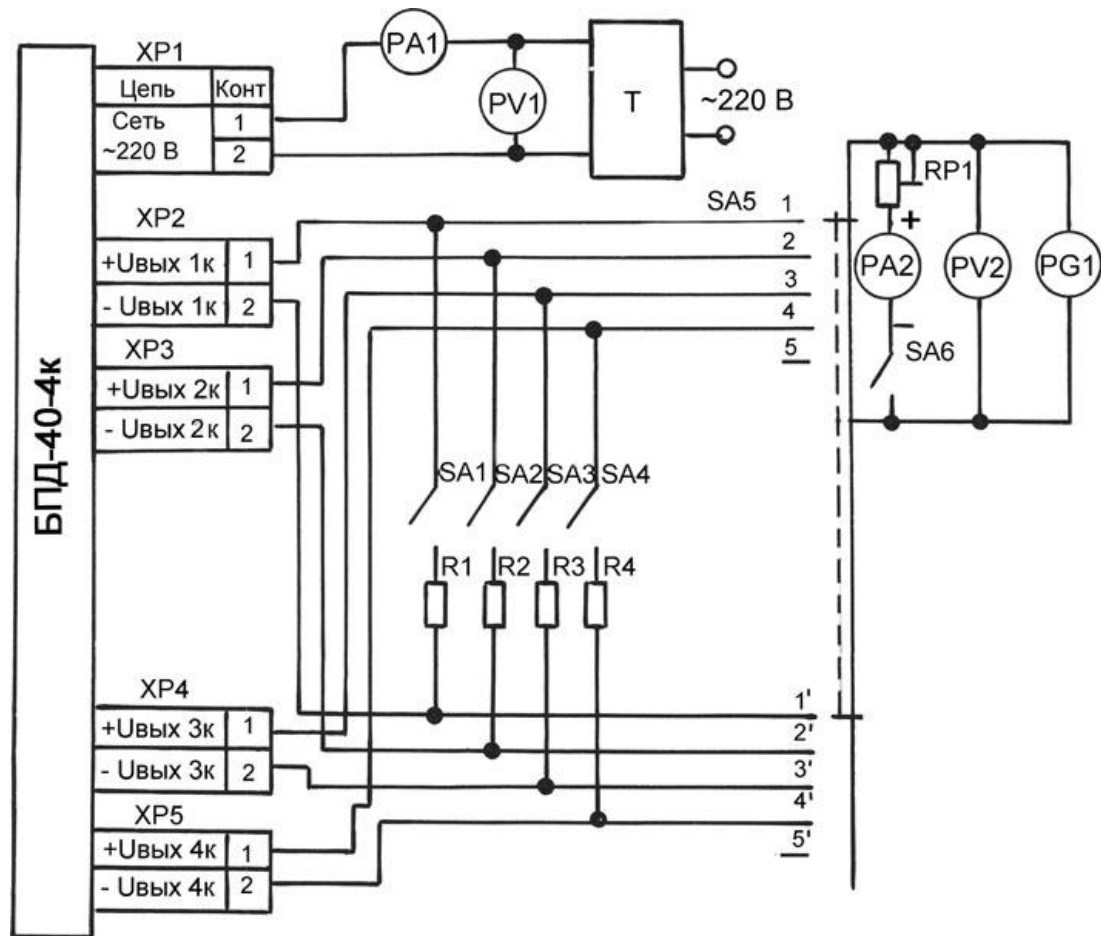 БПД-40-4к
XP1
Цепь Конт
Сеть 1
~220 В 2
PA1
PV1
T
~220 В
XP2
+Uвых 1к 1
- Uвых 1к 2
XP3
+Uвых 2к 1
- Uвых 2к 2
SA5 1
2
3
4
5
RP1
+
PA2
PV2
PG1
SA6
SA1 SA2 SA3 SA4
R1 R2 R3 R4
XP4
+Uвых 3к 1
- Uвых 3к 2
XP5
+Uвых 4к 1
- Uвых 4к 2
1'
2'
3'
4'
5'